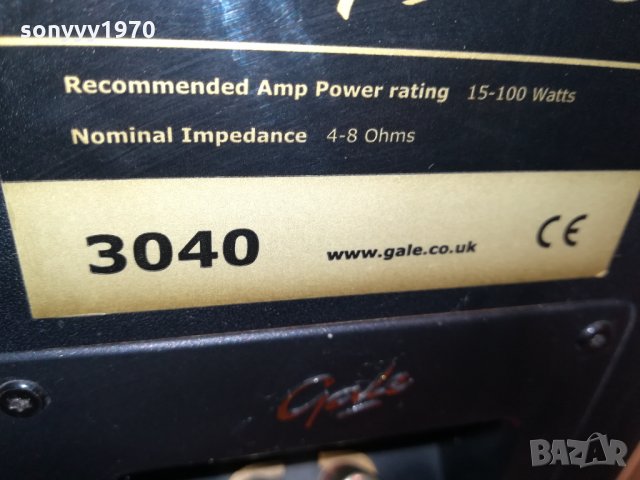 sonvvv1970
Recommended Amp Power rating 15-100 Watts
Nominal Impedance 4-8 Ohms
3040 www.gale.co.uk CE
Gale
BAZAR